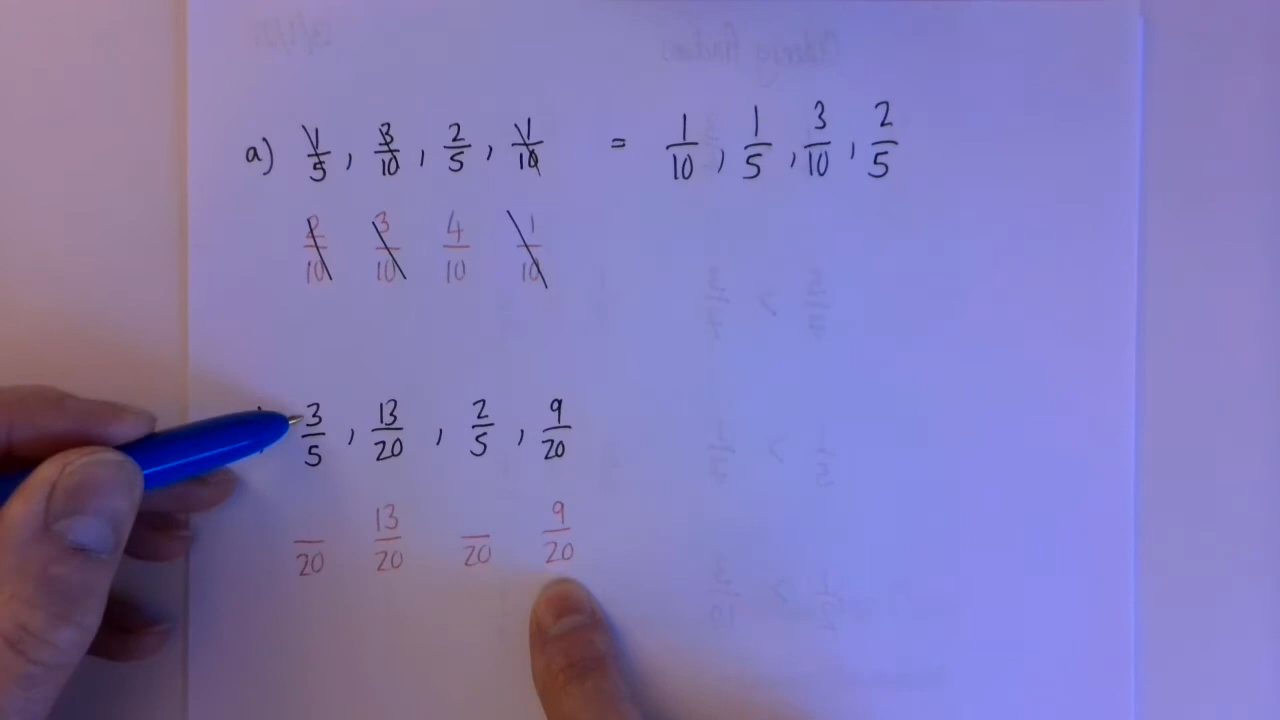 a) 1/5, 3/10, 2/5, 1/10 = 1/10, 1/5, 3/10, 2/5
2/10 3/10 4/10 1/10
3/5, 13/20, 2/5, 9/20
/20 13/20 /20 9/20